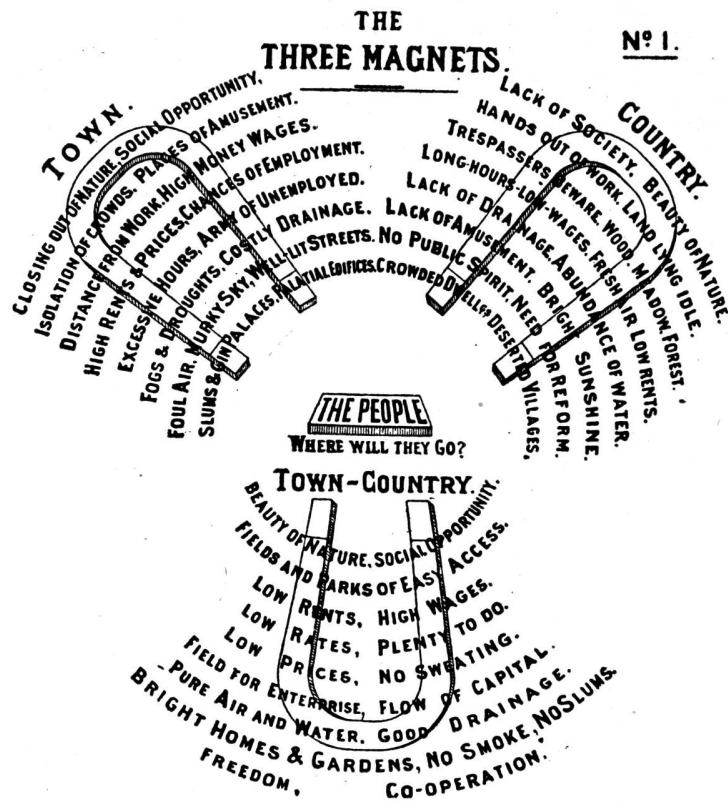 THE
THREE MAGNETS.
Nº 1.
TOWN.
CLOSING OUT OF NATURE. SOCIAL OPPORTUNITY.
ISOLATION OF CROWDS. PLACES OF AMUSEMENT.
DISTANCE FROM WORK. HIGH MONEY WAGES.
HIGH RENTS & PRICES. CHANCES OF EMPLOYMENT.
EXCESSIVE HOURS. ARMY OF UNEMPLOYED.
FOGS & DROUGHTS. COSTLY DRAINAGE.
FOUL AIR. MURKY SKY. WELL-LIT STREETS.
SLUMS & GIN PALACES. PALATIAL EDIFICES.
COUNTRY.
LACK OF SOCIETY. BEAUTY OF NATURE.
HANDS OUT OF WORK. LAND LYING IDLE.
TRESPASSERS BEWARE. WOOD, MEADOW, FOREST.
LONG-HOURS-LOW-WAGES. FRESH AIR LOW RENTS.
LACK OF DRAINAGE. ABUNDANCE OF WATER.
LACK OF AMUSEMENT. BRIGHT SUNSHINE.
NO PUBLIC SPIRIT. NEED FOR REFORM.
CROWDED DWELLGS DESERTED VILLAGES.
THE PEOPLE
WHERE WILL THEY GO?
TOWN-COUNTRY.
BEAUTY OF NATURE. SOCIAL OPPORTUNITY.
FIELDS AND PARKS OF EASY ACCESS.
LOW RENTS, HIGH WAGES.
LOW RATES, PLENTY TO DO.
LOW PRICES, NO SWEATING.
FIELD FOR ENTERPRISE, FLOW OF CAPITAL.
PURE AIR AND WATER. GOOD DRAINAGE.
BRIGHT HOMES & GARDENS, NO SMOKE, NO SLUMS.
FREEDOM, CO-OPERATION.